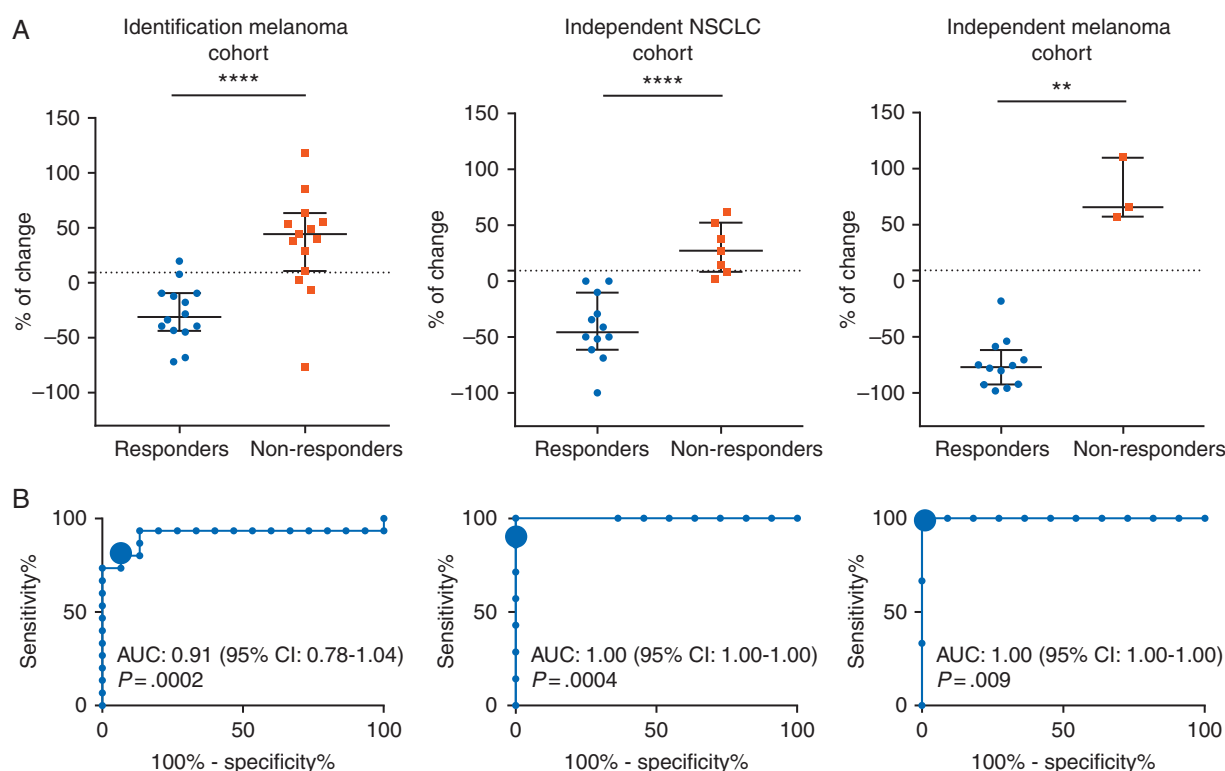 A
Identification melanoma
cohort
****
% of change
150
100
50
0
–50
–100
Responders Non-responders
Independent NSCLC
cohort
****
% of change
150
100
50
0
–50
–100
Responders Non-responders
Independent melanoma
cohort
**
% of change
150
100
50
0
–50
–100
Responders Non-responders
B
Sensitivity%
100
50
0
AUC: 0.91 (95% CI: 0.78-1.04)
P=.0002
0 50 100
100% - specificity%
Sensitivity%
100
50
0
AUC: 1.00 (95% CI: 1.00-1.00)
P=.0004
0 50 100
100% - specificity%
Sensitivity%
100
50
0
AUC: 1.00 (95% CI: 1.00-1.00)
P=.009
0 50 100
100% - specificity%